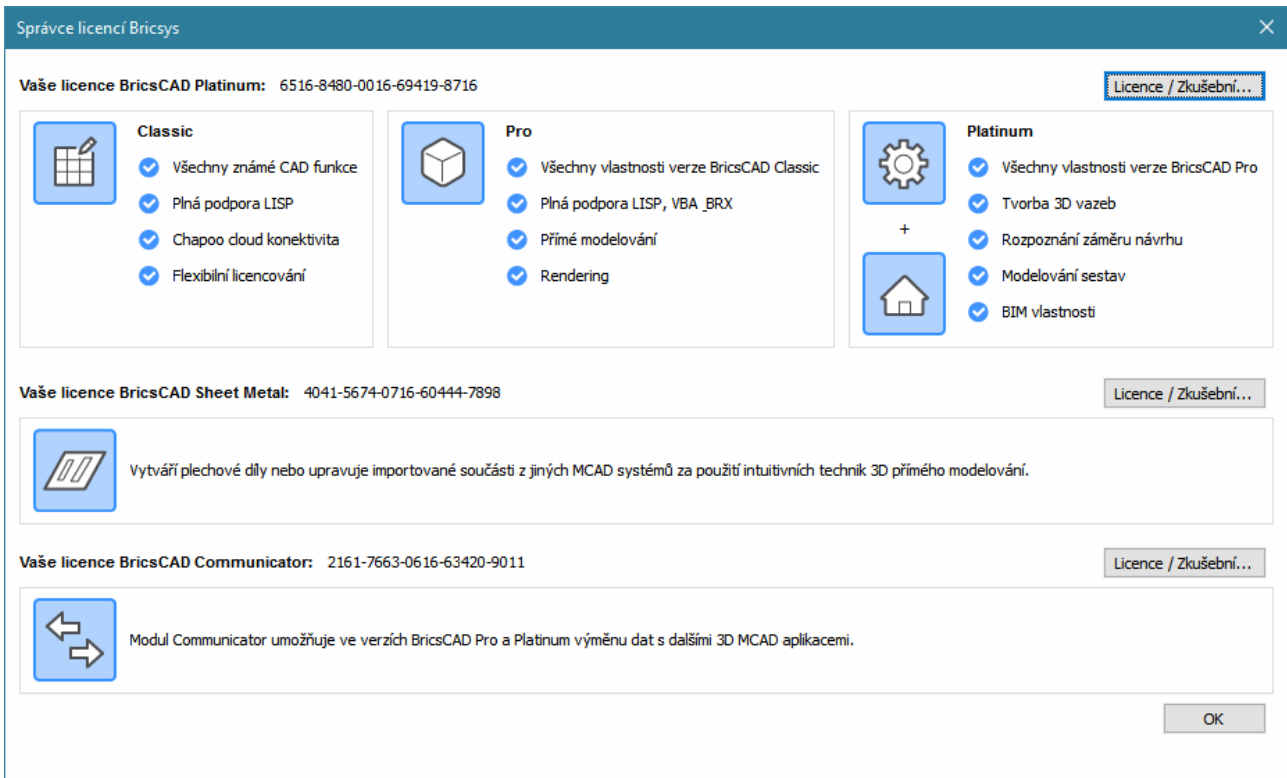 Správce licencí Bricsys
Vaše licence BricsCAD Platinum: 6516-8480-0016-69419-8716
Licence / Zkušební...
Classic
Všechny známé CAD funkce
Plná podpora LISP
Chapoo cloud konektivita
Flexibilní licencování
Pro
Všechny vlastnosti verze BricsCAD Classic
Plná podpora LISP, VBA _BRX
Přímé modelování
Rendering
+
Platinum
Všechny vlastnosti verze BricsCAD Pro
Tvorba 3D vazeb
Rozpoznání záměru návrhu
Modelování sestav
BIM vlastnosti
Vaše licence BricsCAD Sheet Metal: 4041-5674-0716-60444-7898
Licence / Zkušební...
Vytváří plechové díly nebo upravuje importované součásti z jiných MCAD systémů za použití intuitivních technik 3D přímého modelování.
Vaše licence BricsCAD Communicator: 2161-7663-0616-63420-9011
Licence / Zkušební...
Modul Communicator umožňuje ve verzích BricsCAD Pro a Platinum výměnu dat s dalšími 3D MCAD aplikacemi.
OK